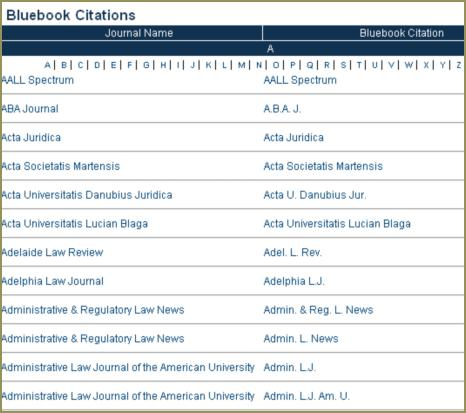 Bluebook Citations
Journal Name Bluebook Citation
A
A | B | C | D | E | F | G | H | I | J | K | L | M | N | O | P | Q | R | S | T | U | V | W | X | Y | Z
AALL Spectrum AALL Spectrum
ABA Journal A.B.A. J.
Acta Juridica Acta Juridica
Acta Societatis Martensis Acta Societatis Martensis
Acta Universitatis Danubius Juridica Acta U. Danubius Jur.
Acta Universitatis Lucian Blaga Acta Universitatis Lucian Blaga
Adelaide Law Review Adel. L. Rev.
Adelphia Law Journal Adelphia L.J.
Administrative & Regulatory Law News Admin. & Reg. L. News
Administrative & Regulatory Law News Admin. L. News
Administrative Law Journal of the American University Admin. L.J.
Administrative Law Journal of the American University Admin. L.J. Am. U.